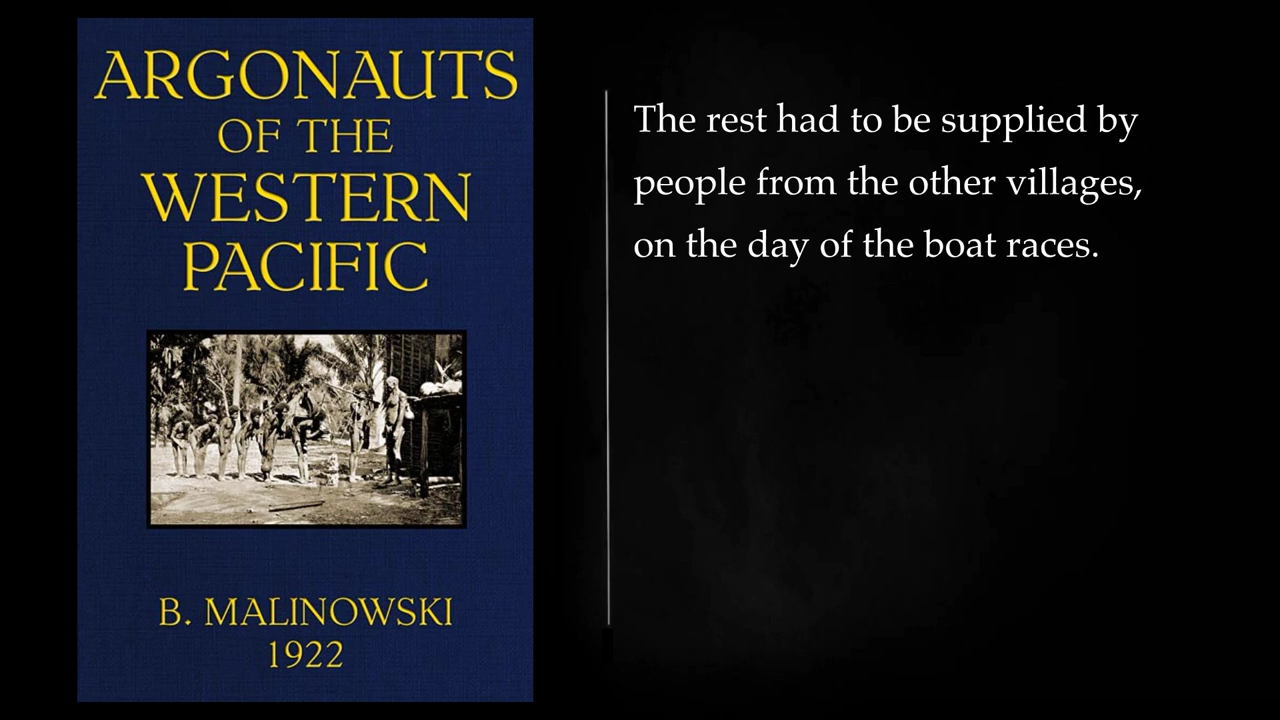 ARGONAUTS
OF THE
WESTERN
PACIFIC
B. MALINOWSKI
1922
The rest had to be supplied by
people from the other villages,
on the day of the boat races.